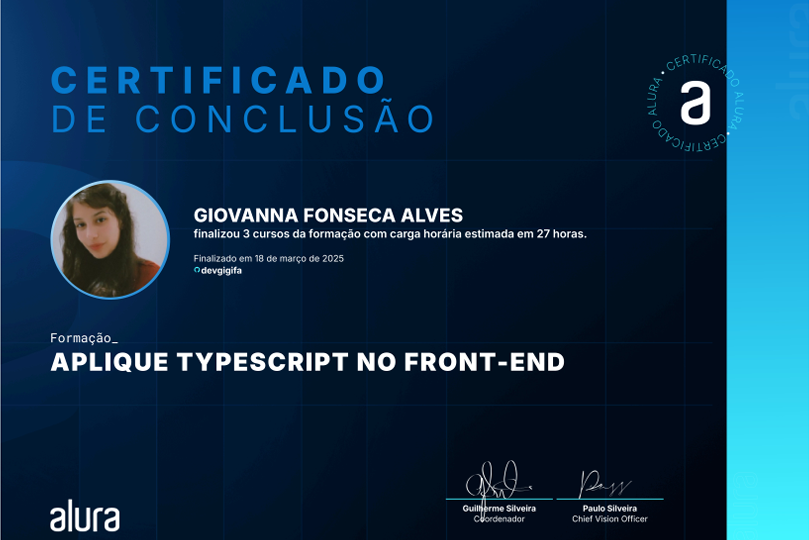 CERTIFICADO
DE CONCLUSÃO
CERTIFICADO ALURA • CERTIFICADO ALURA •
a
GIOVANNA FONSECA ALVES
finalizou 3 cursos da formação com carga horária estimada em 27 horas.
Finalizado em 18 de março de 2025
devgigifa
Formação_
APLIQUE TYPESCRIPT NO FRONT-END
alura
Guilherme Silveira
Coordenador
Paulo Silveira
Chief Vision Officer